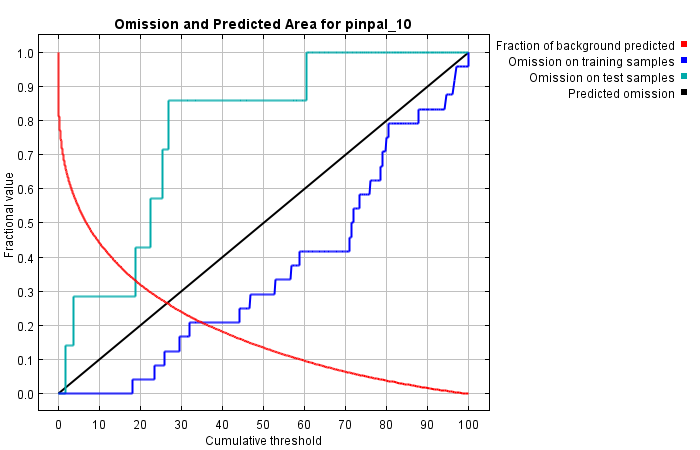 Omission and Predicted Area for pinpal_10
Fraction of background predicted
Omission on training samples
Omission on test samples
Predicted omission
Fractional value
1.0
0.9
0.8
0.7
0.6
0.5
0.4
0.3
0.2
0.1
0.0
0 10 20 30 40 50 60 70 80 90 100
Cumulative threshold